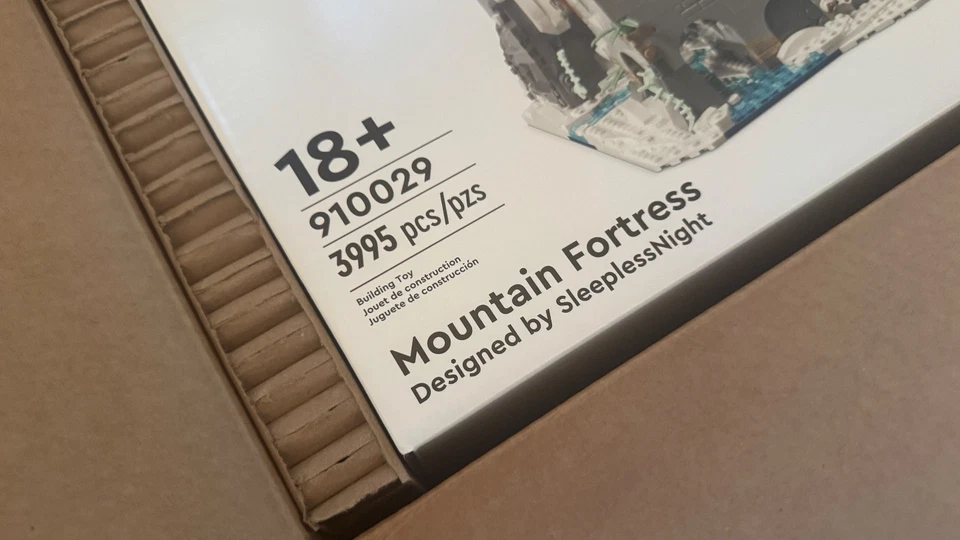 18+
910029
3995 pcs/pzs
Building Toy
Jouet de construction
Juguete de construcción
Mountain Fortress
Designed by SleeplessNight